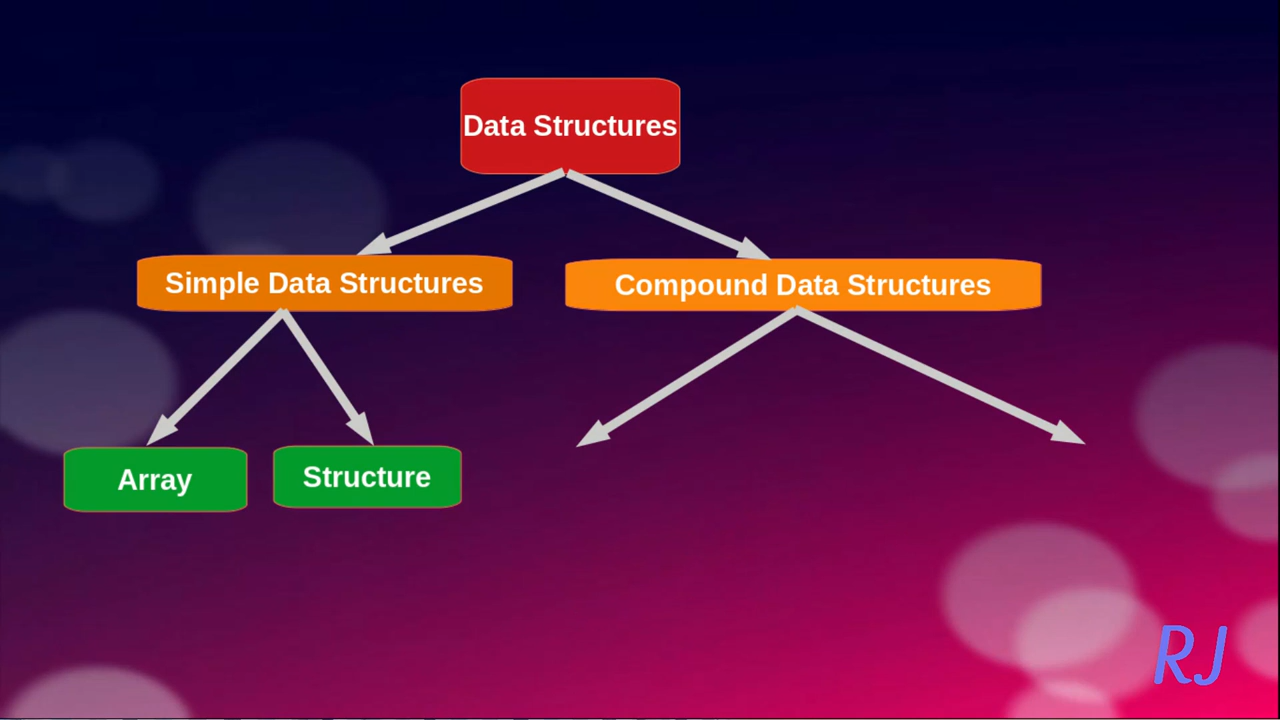 Data Structures
Simple Data Structures
Compound Data Structures
Array
Structure
RJ